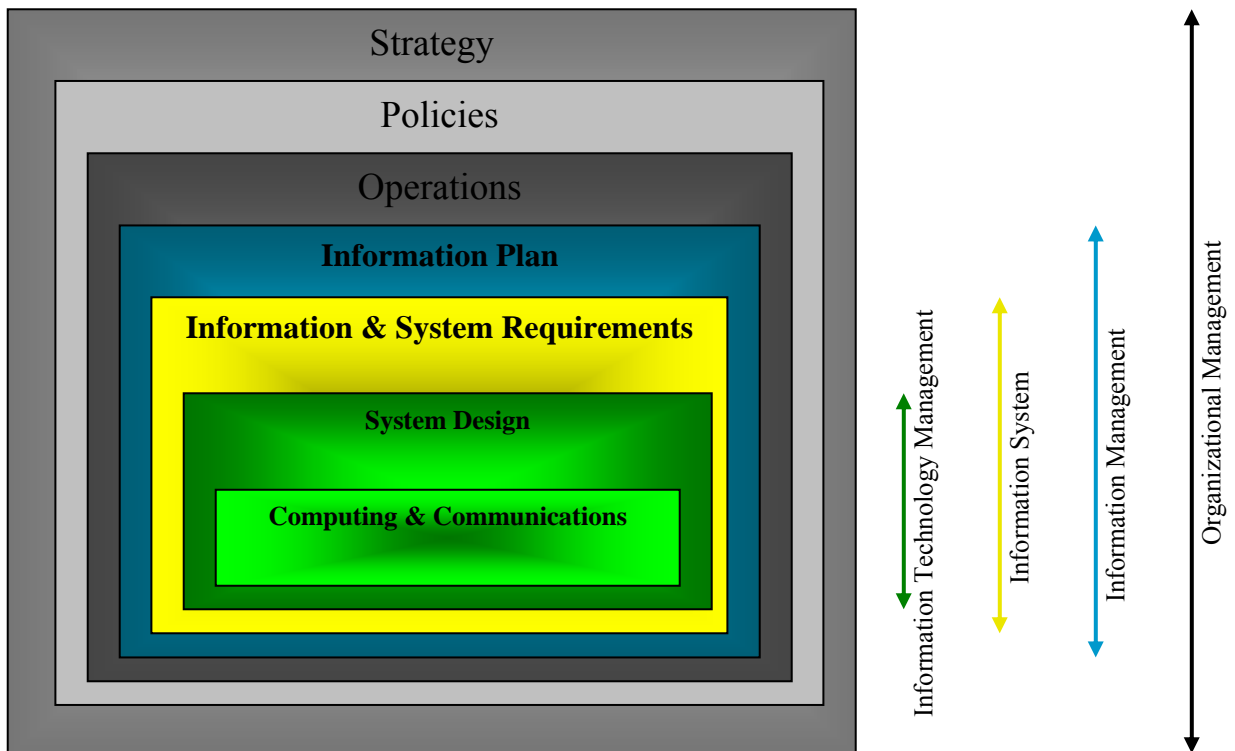 Strategy
Policies
Operations
Information Plan
Information & System Requirements
System Design
Computing & Communications
Information Technology Management
Information System
Information Management
Organizational Management